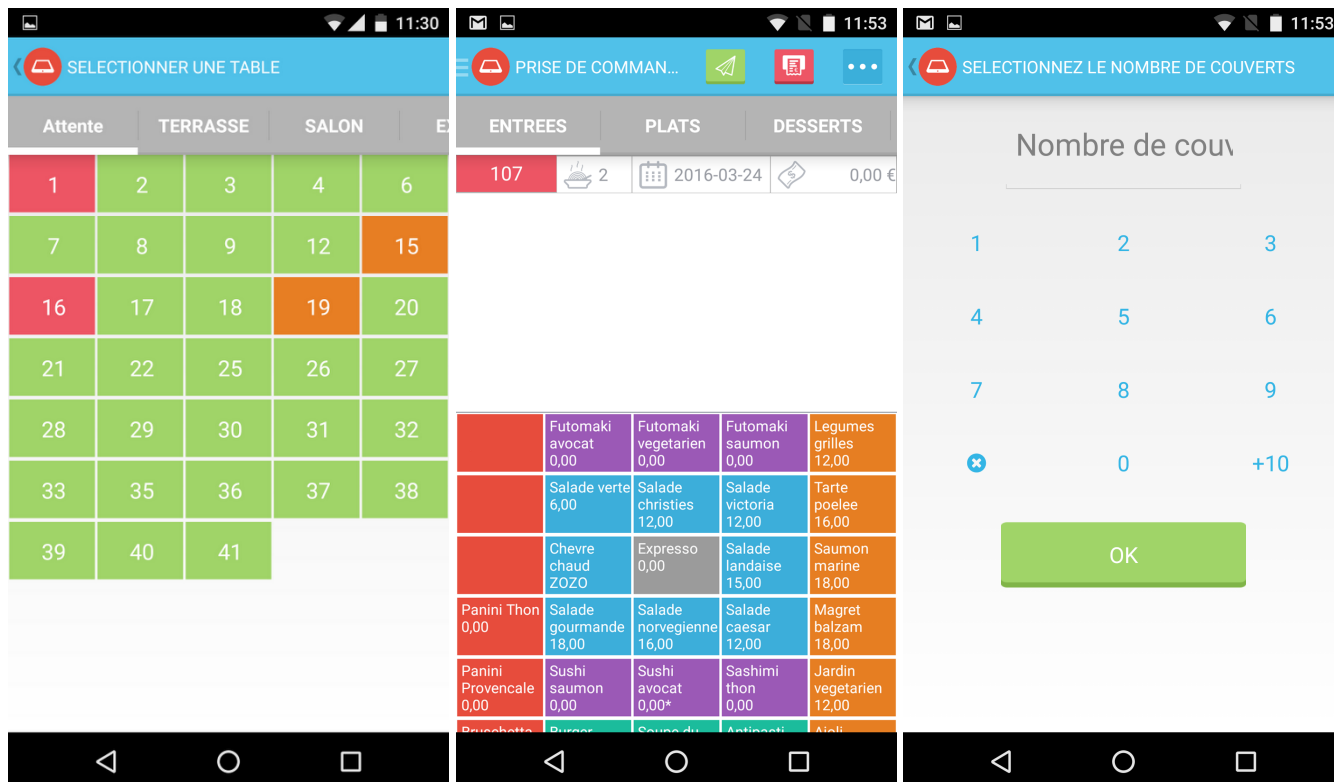 11:30
SELECTIONNER UNE TABLE
Attente TERRASSE SALON
1 2 3 4 6
7 8 9 12 15
16 17 18 19 20
21 22 25 26 27
28 29 30 31 32
33 35 36 37 38
39 40 41
11:53
PRISE DE COMMAN...
ENTREES PLATS DESSERTS
107 2 2016-03-24 0,00 €
Futomaki avocat 0,00
Futomaki vegetarien 0,00
Futomaki saumon 0,00
Legumes grilles 12,00
Salade verte 6,00
Salade christies 12,00
Salade victoria 12,00
Tarte poelee 16,00
Chevre chaud ZOZO
Expresso 0,00
Salade landaise 15,00
Saumon marine 18,00
Panini Thon 0,00
Salade gourmande 18,00
Salade norvegienne 16,00
Salade caesar 12,00
Magret balzam 18,00
Panini Provencale 0,00
Sushi saumon 0,00
Sushi avocat 0,00*
Sashimi thon 0,00
Jardin vegetarien 12,00
Bruschetta Burger Soupe du Antipasti Aioli
11:53
SELECTIONNEZ LE NOMBRE DE COUVERTS
Nombre de couv
1 2 3
4 5 6
7 8 9
0 +10
OK